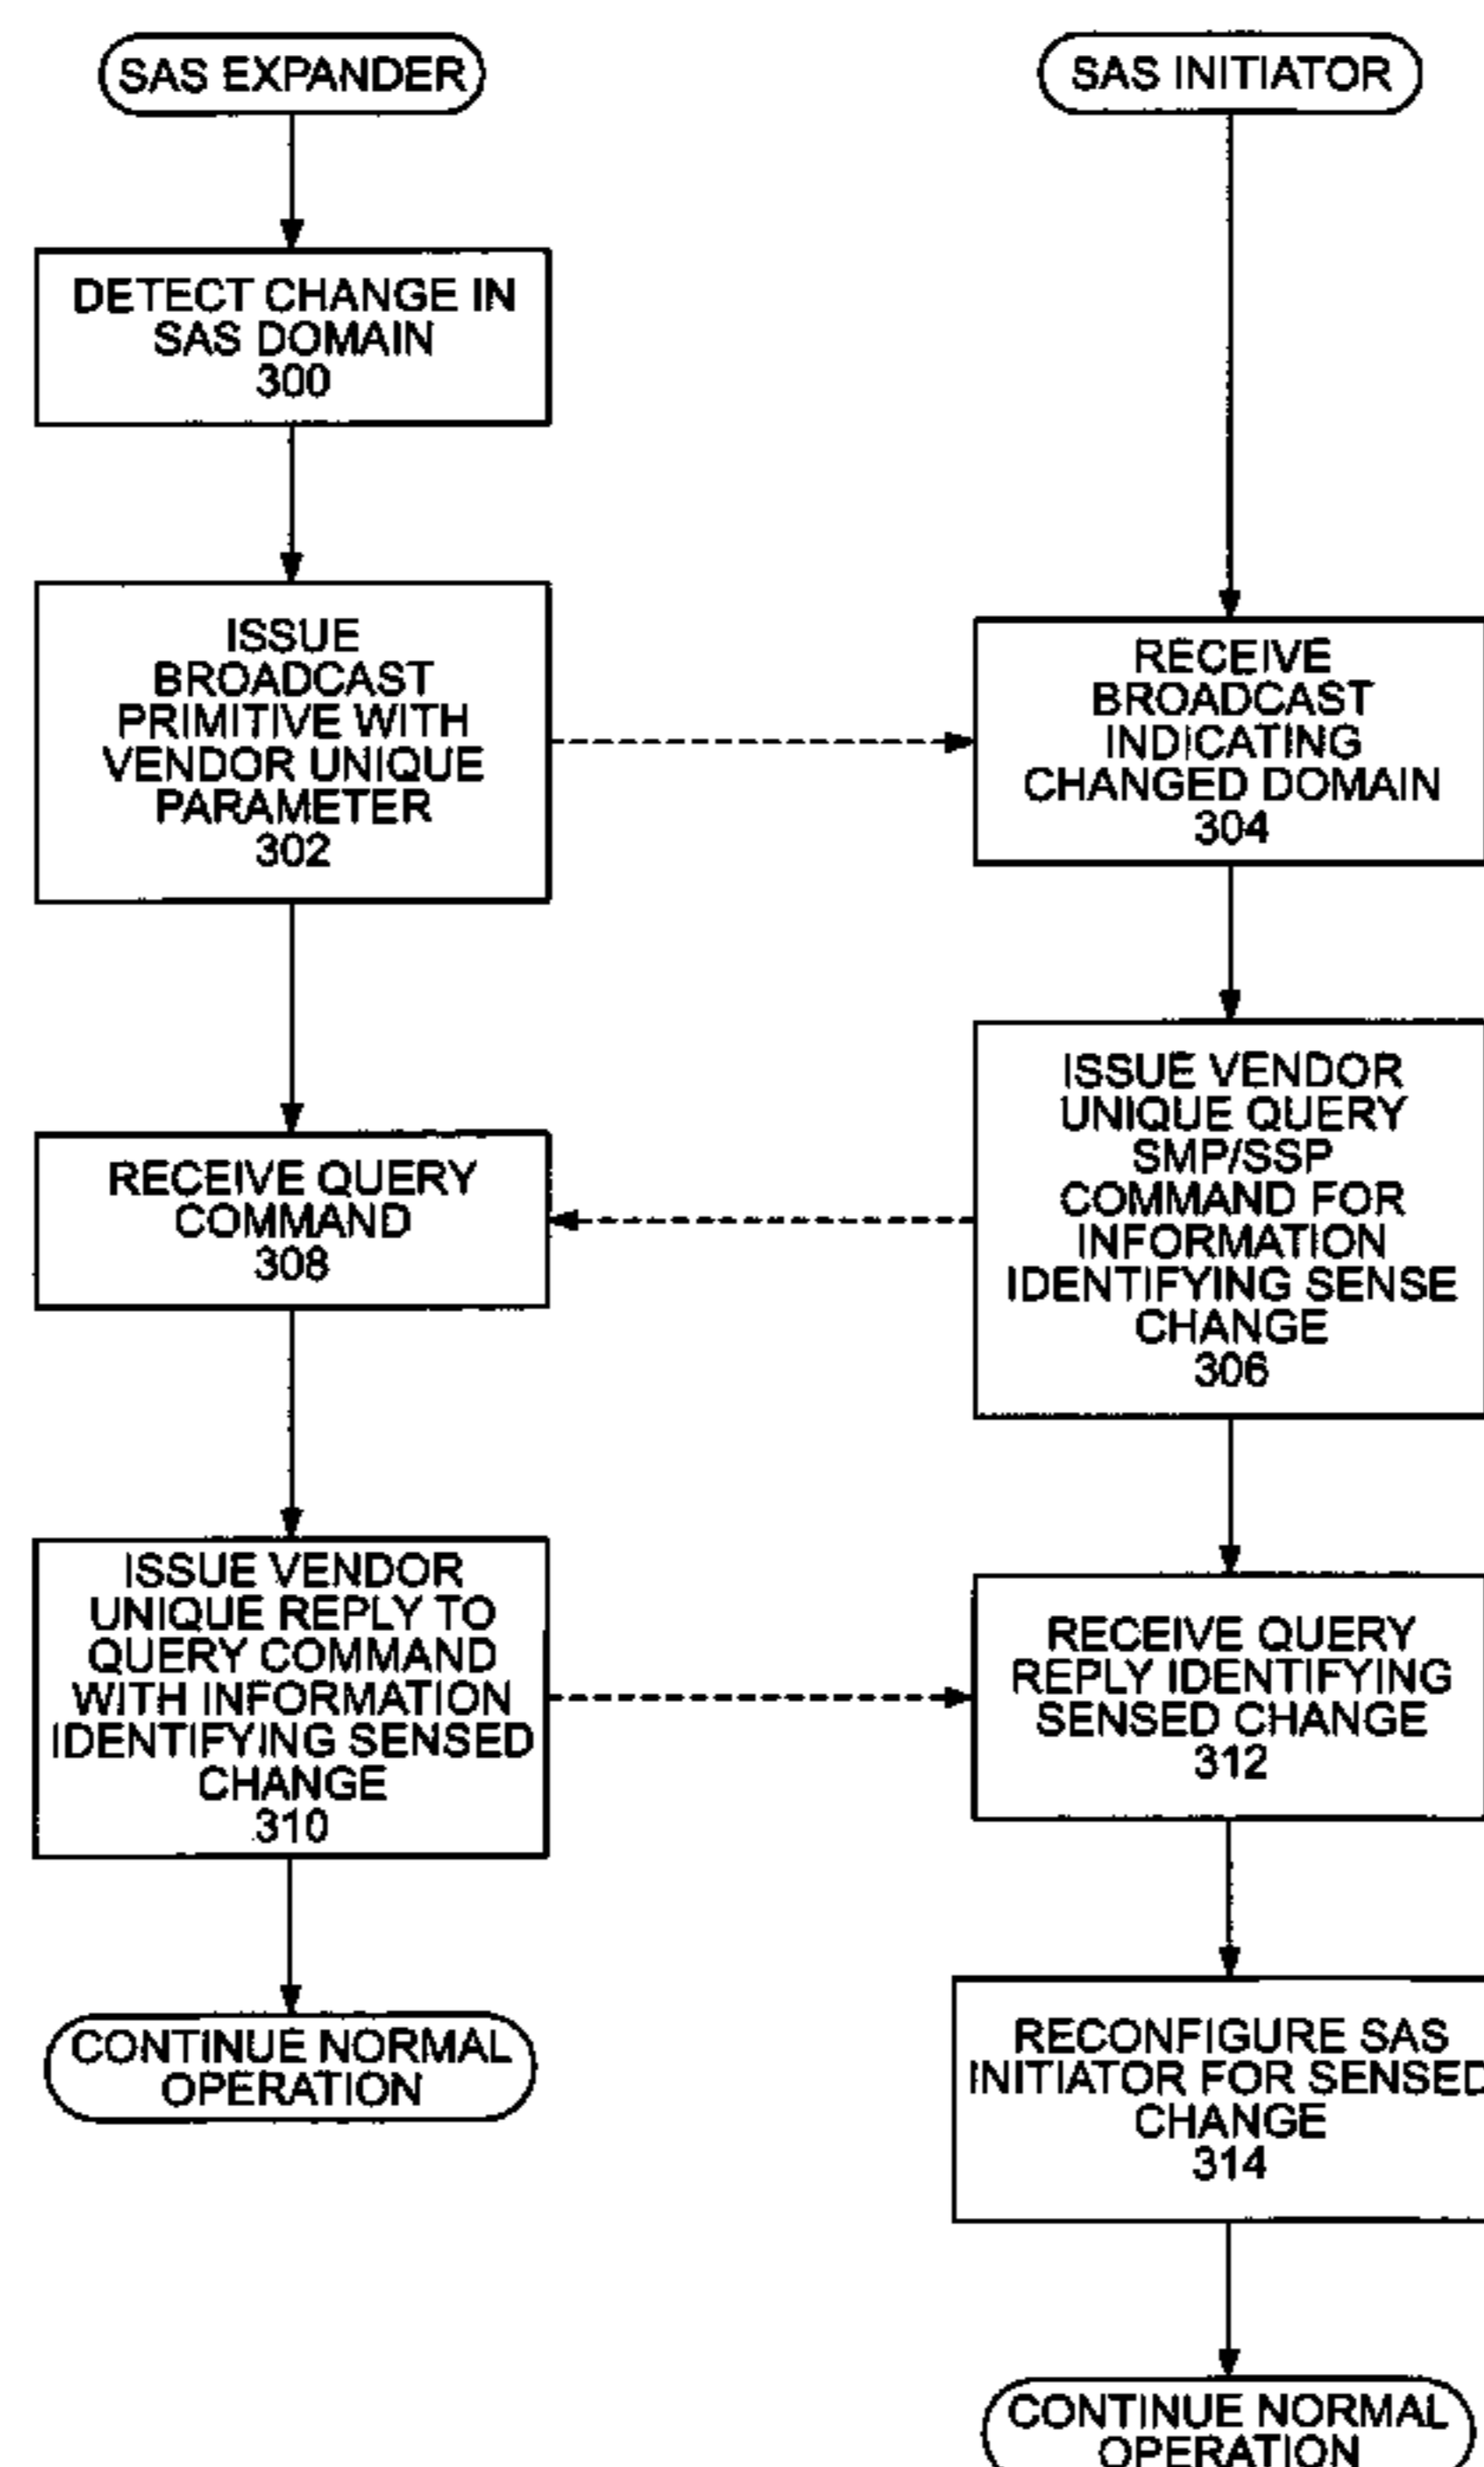 SAS EXPANDER
DETECT CHANGE IN
SAS DOMAIN
300
ISSUE
BROADCAST
PRIMITIVE WITH
VENDOR UNIQUE
PARAMETER
302
RECEIVE QUERY
COMMAND
308
ISSUE VENDOR
UNIQUE REPLY TO
QUERY COMMAND
WITH INFORMATION
IDENTIFYING SENSED
CHANGE
310
CONTINUE NORMAL
OPERATION
SAS INITIATOR
RECEIVE
BROADCAST
INDICATING
CHANGED DOMAIN
304
ISSUE VENDOR
UNIQUE QUERY
SMP/SSP
COMMAND FOR
INFORMATION
IDENTIFYING SENSE
CHANGE
306
RECEIVE QUERY
REPLY IDENTIFYING
SENSED CHANGE
312
RECONFIGURE SAS
INITIATOR FOR SENSED
CHANGE
314
CONTINUE NORMAL
OPERATION